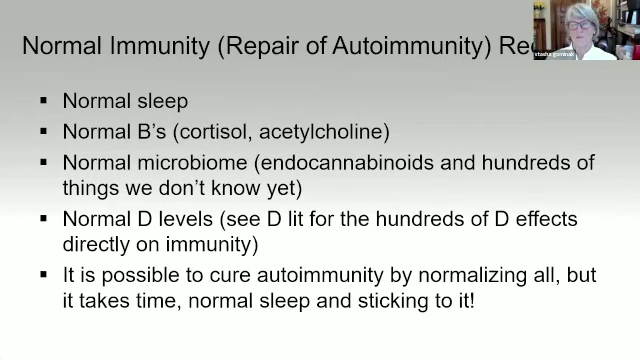 Normal Immunity (Repair of Autoimmunity)
Normal sleep
Normal B's (cortisol, acetylcholine)
Normal microbiome (endocannabinoids and hundreds of
things we don't know yet)
Normal D levels (see D lit for the hundreds of D effects
directly on immunity)
It is possible to cure autoimmunity by normalizing all, but
it takes time, normal sleep and sticking to it!